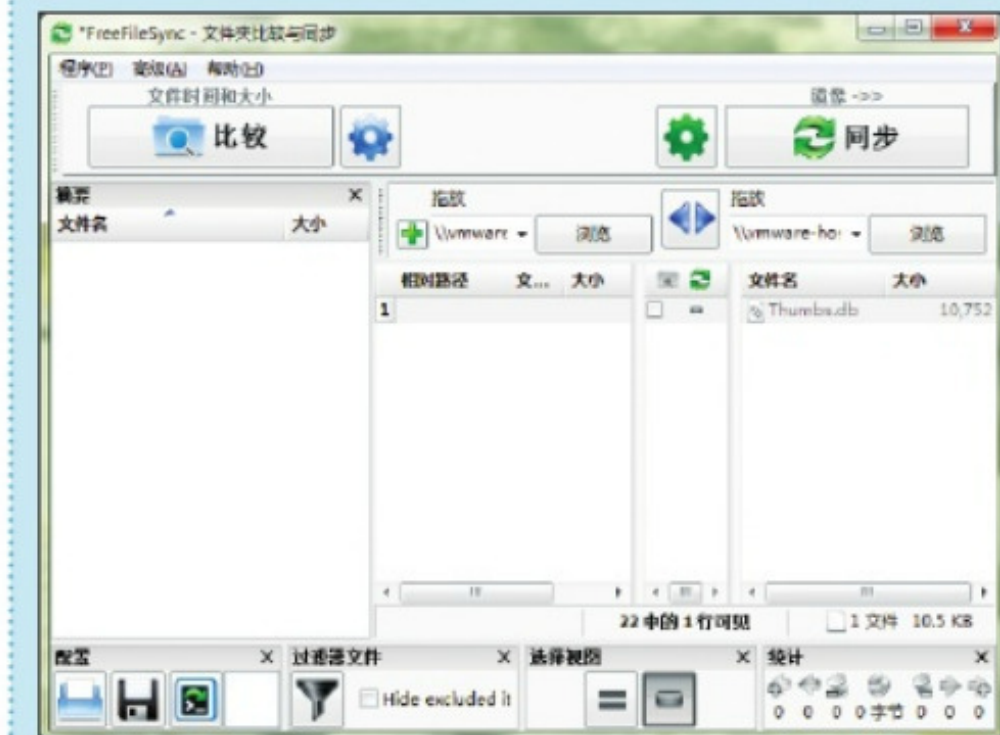 *FreeFileSync - 文件夹比较与同步
程序(P) 高级(A) 帮助(H)
文件时间和大小
比较
镜像 ->>
同步
摘要
文件名 大小
拖放
\\vmware 浏览
拖放
\\vmware-ho 浏览
相对路径 文... 大小
文件名 大小
1
Thumbs.db 10,752
22 中的 1 行可见
1 文件 10.5 KB
配置
过滤器文件
Hide excluded it
选择视图
统计
0 0 0 0字节 0 0 0